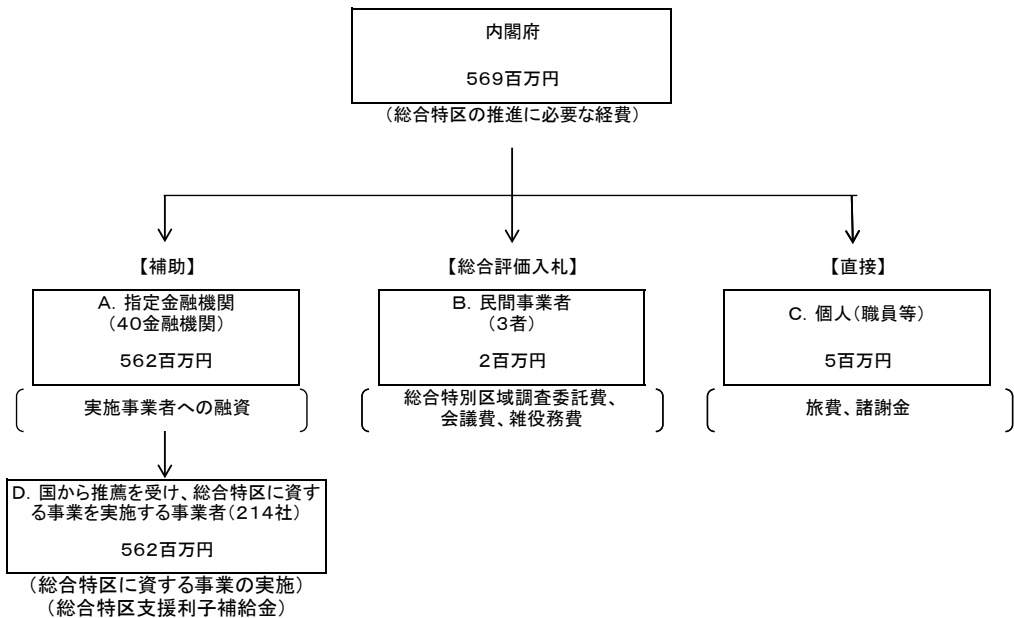 内閣府
569百万円
（総合特区の推進に必要な経費）
【補助】
【総合評価入札】
【直接】
A．指定金融機関
（40金融機関）
562百万円
実施事業者への融資
B．民間事業者
（3者）
2百万円
総合特別区域調査委託費、
会議費、雑役務費
C．個人（職員等）
5百万円
旅費、諸謝金
D．国から推薦を受け、総合特区に資す
る事業を実施する事業者（214社）
562百万円
（総合特区に資する事業の実施）
（総合特区支援利子補給金）